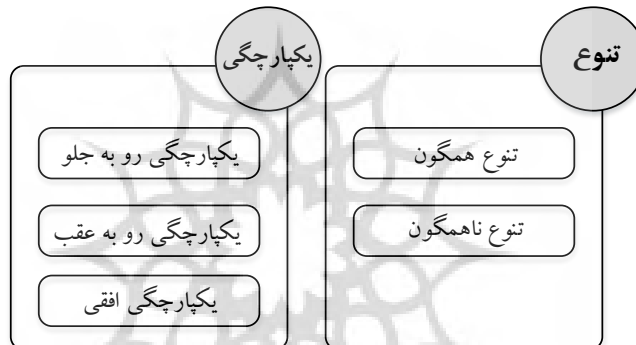 تنوع
تنوع همگون
تنوع ناهمگون
یکپارچگی
یکپارچگی رو به جلو
یکپارچگی رو به عقب
یکپارچگی افقی